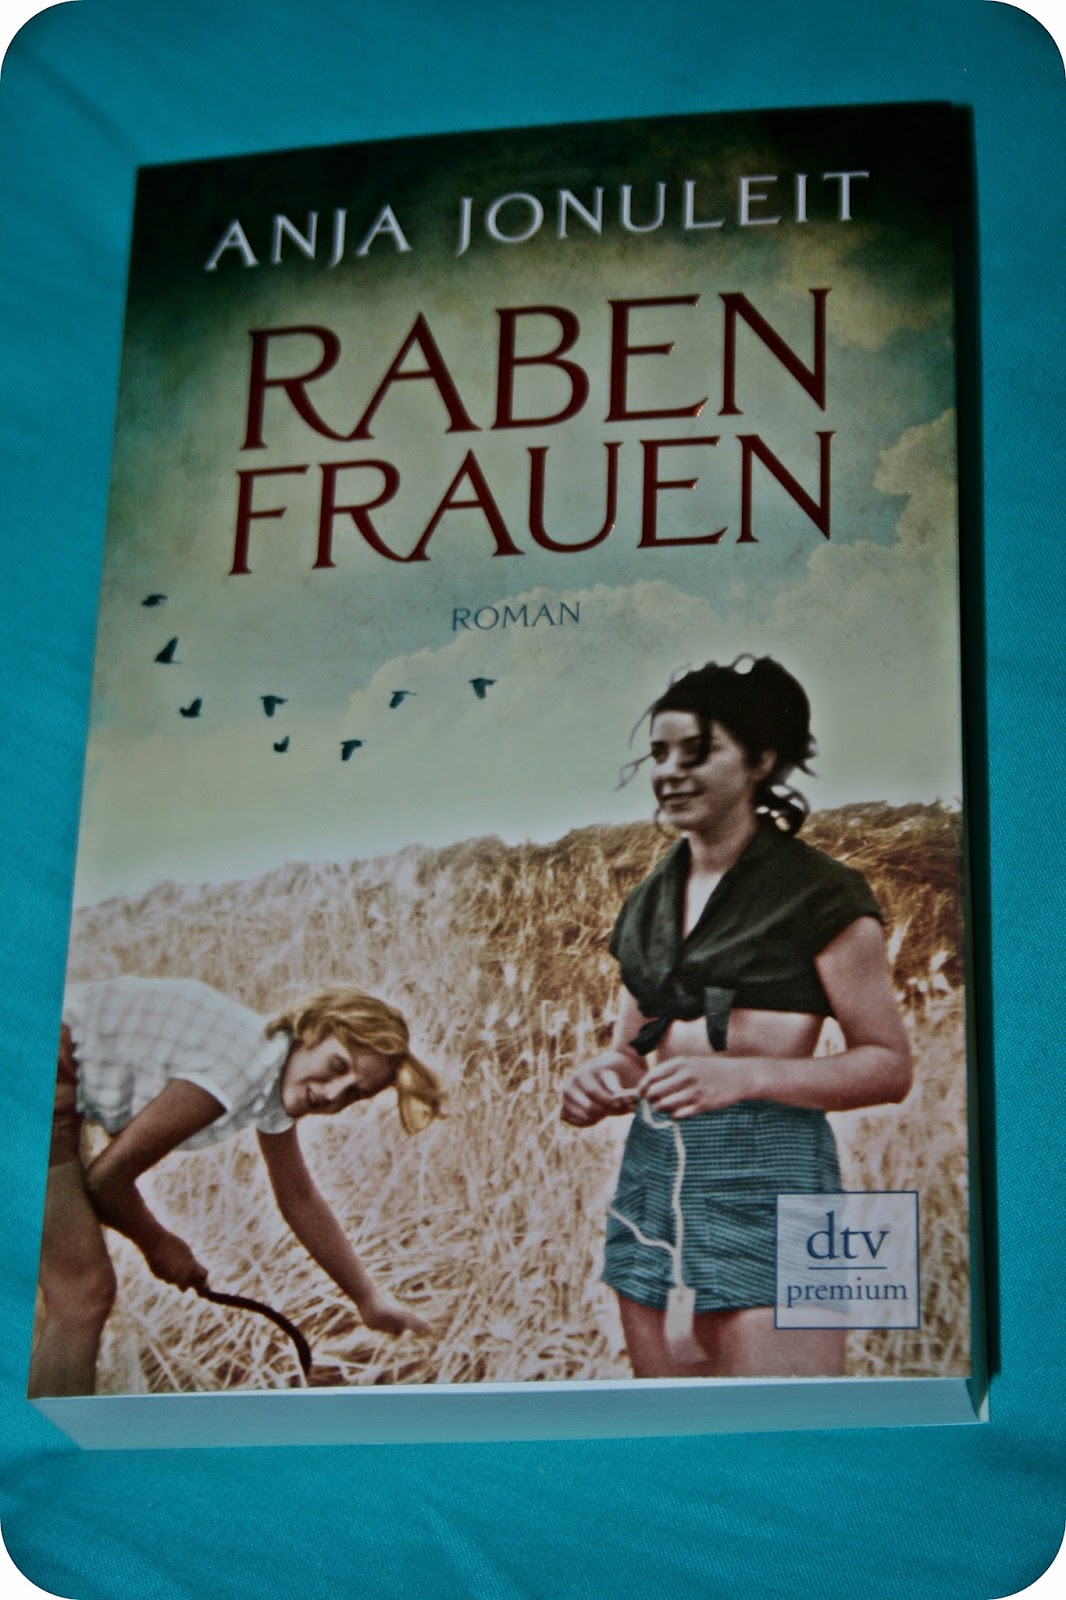 ANJA JONULEIT
RABEN
FRAUEN
ROMAN
dtv
premium